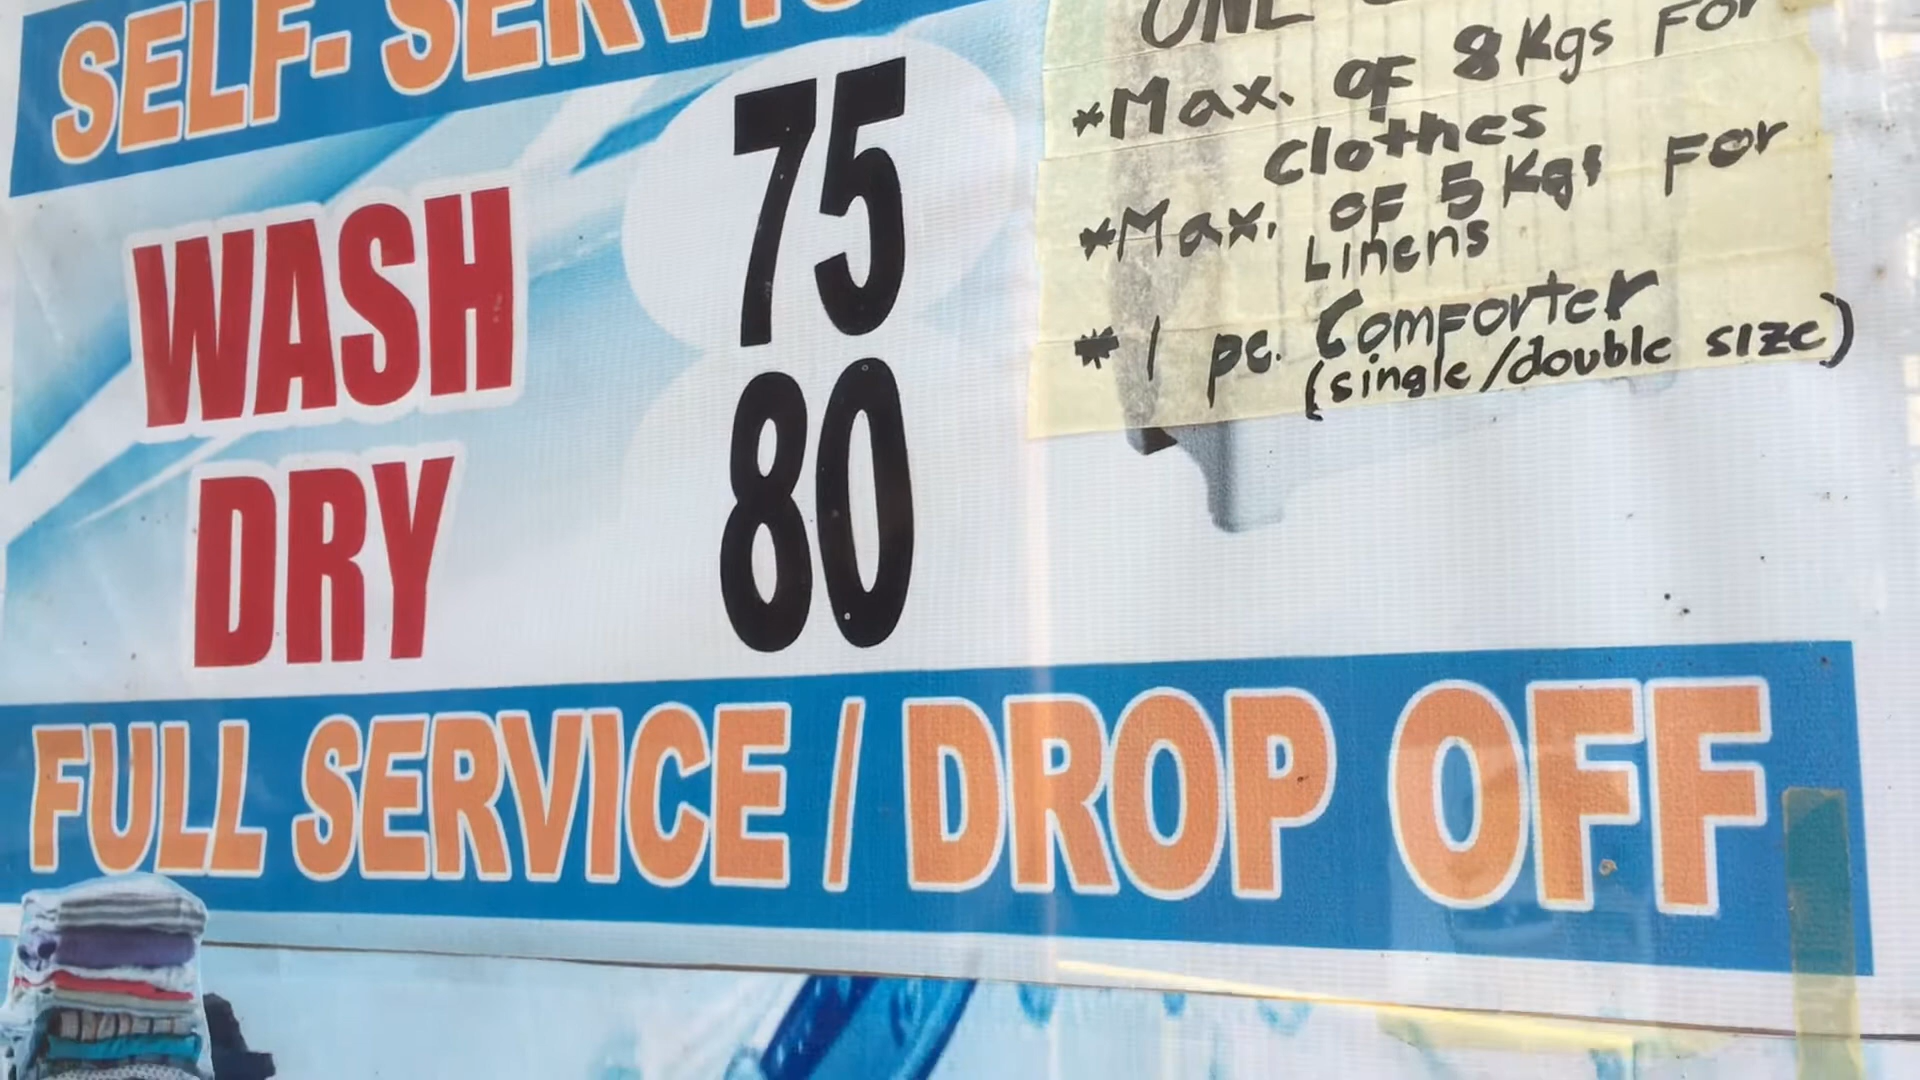 SELF- SERVIC
WASH 75
DRY 80
*Max. OF 8 Kgs For
clothes
*Max. OF 5 Kgs For
Linens
* 1 pc. Comforter
(single/double size)
FULL SERVICE / DROP OFF